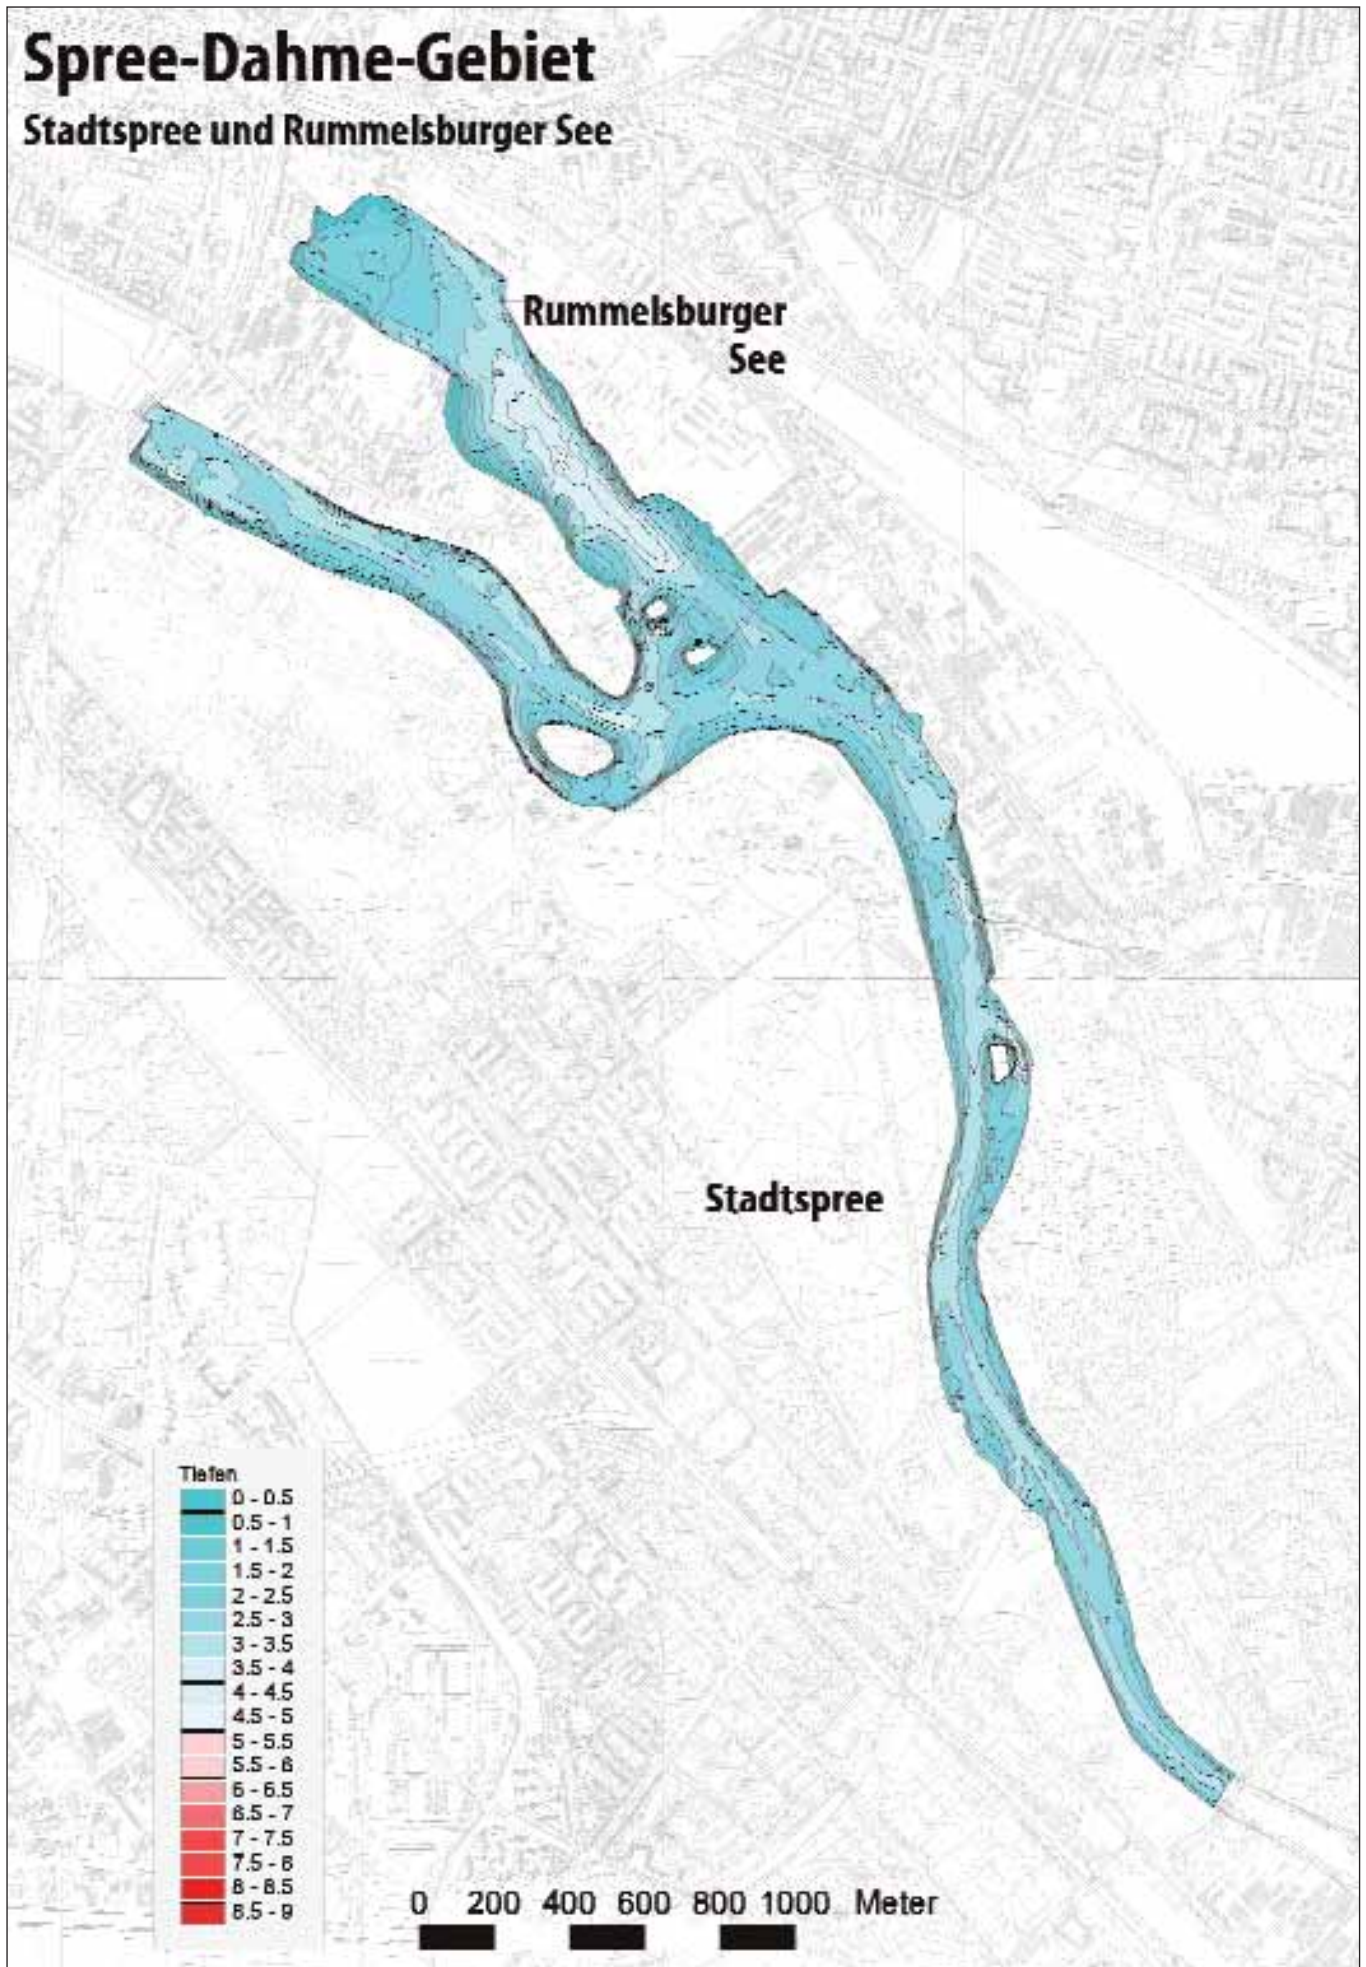 Spree-Dahme-Gebiet
Stadtspree und Rummelsburger See
Rummelsburger
See
Stadtspree
Tiefen
0 - 0.5
0.5 - 1
1 - 1.5
1.5 - 2
2 - 2.5
2.5 - 3
3 - 3.5
3.5 - 4
4 - 4.5
4.5 - 5
5 - 5.5
5.5 - 6
6 - 6.5
6.5 - 7
7 - 7.5
7.5 - 8
8 - 8.5
8.5 - 9
0 200 400 600 800 1000 Meter